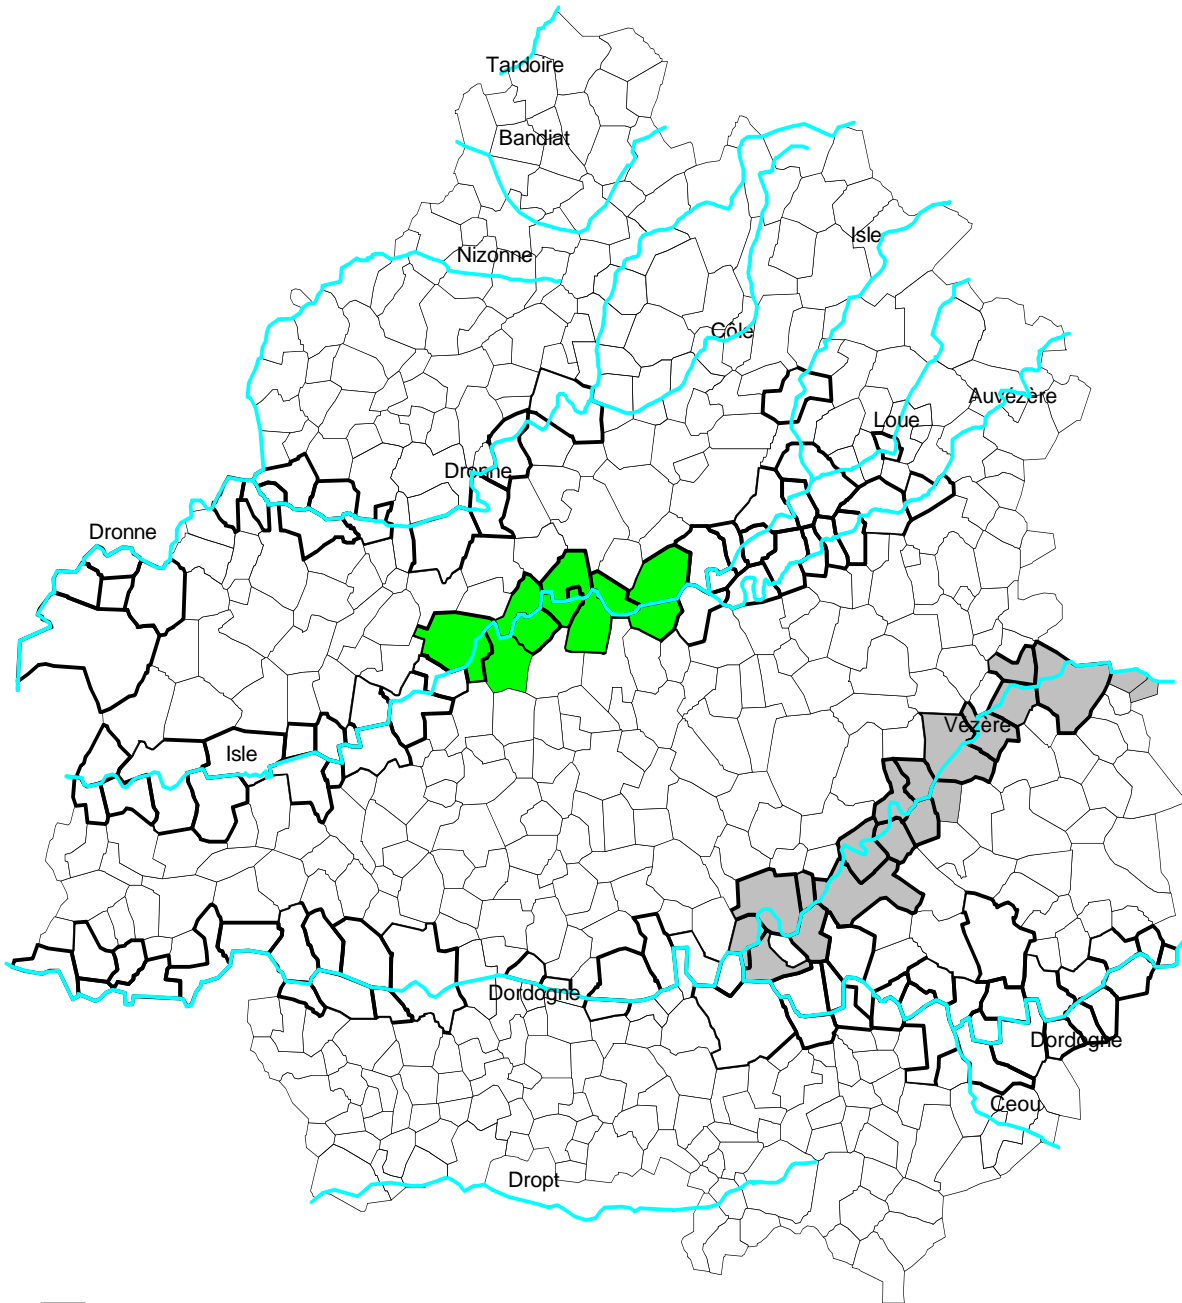 Tardoire
Bandiat
Isle
Nizonne
Côle
Auvézère
Loue
Dronne
Dronne
Vézère
Isle
Dordogne
Dordogne
Ceou
Dropt